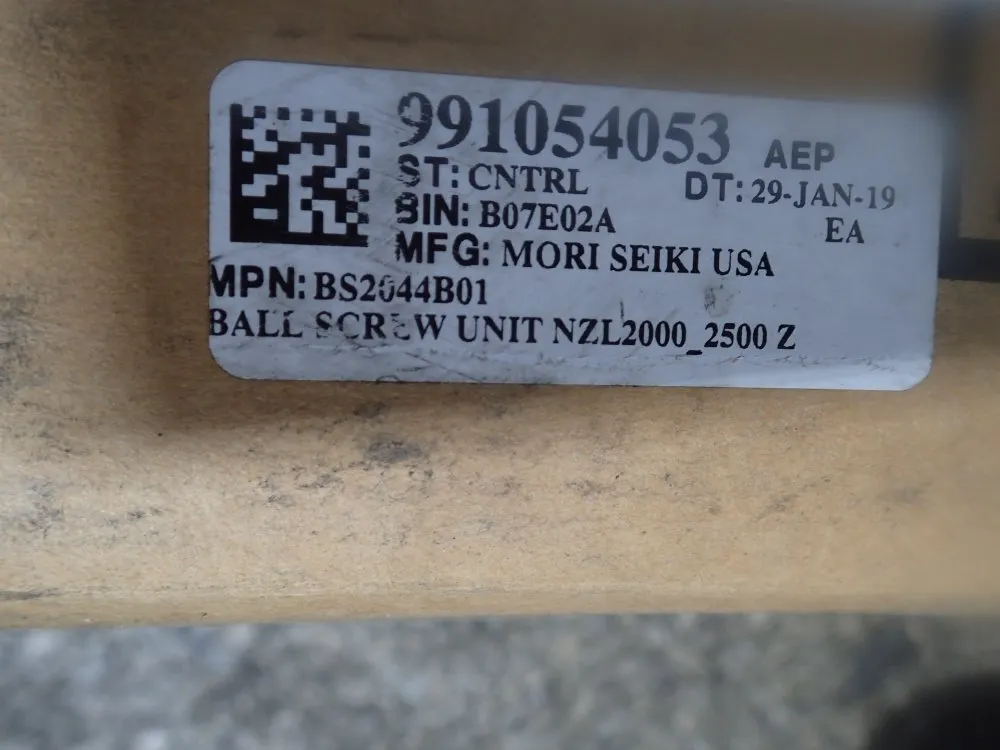 991054053 AEP
ST: CNTRL DT: 29-JAN-19
BIN: B07E02A EA
MFG: MORI SEIKI USA
MPN: BS2044B01
BALL SCREW UNIT NZL2000_2500 Z